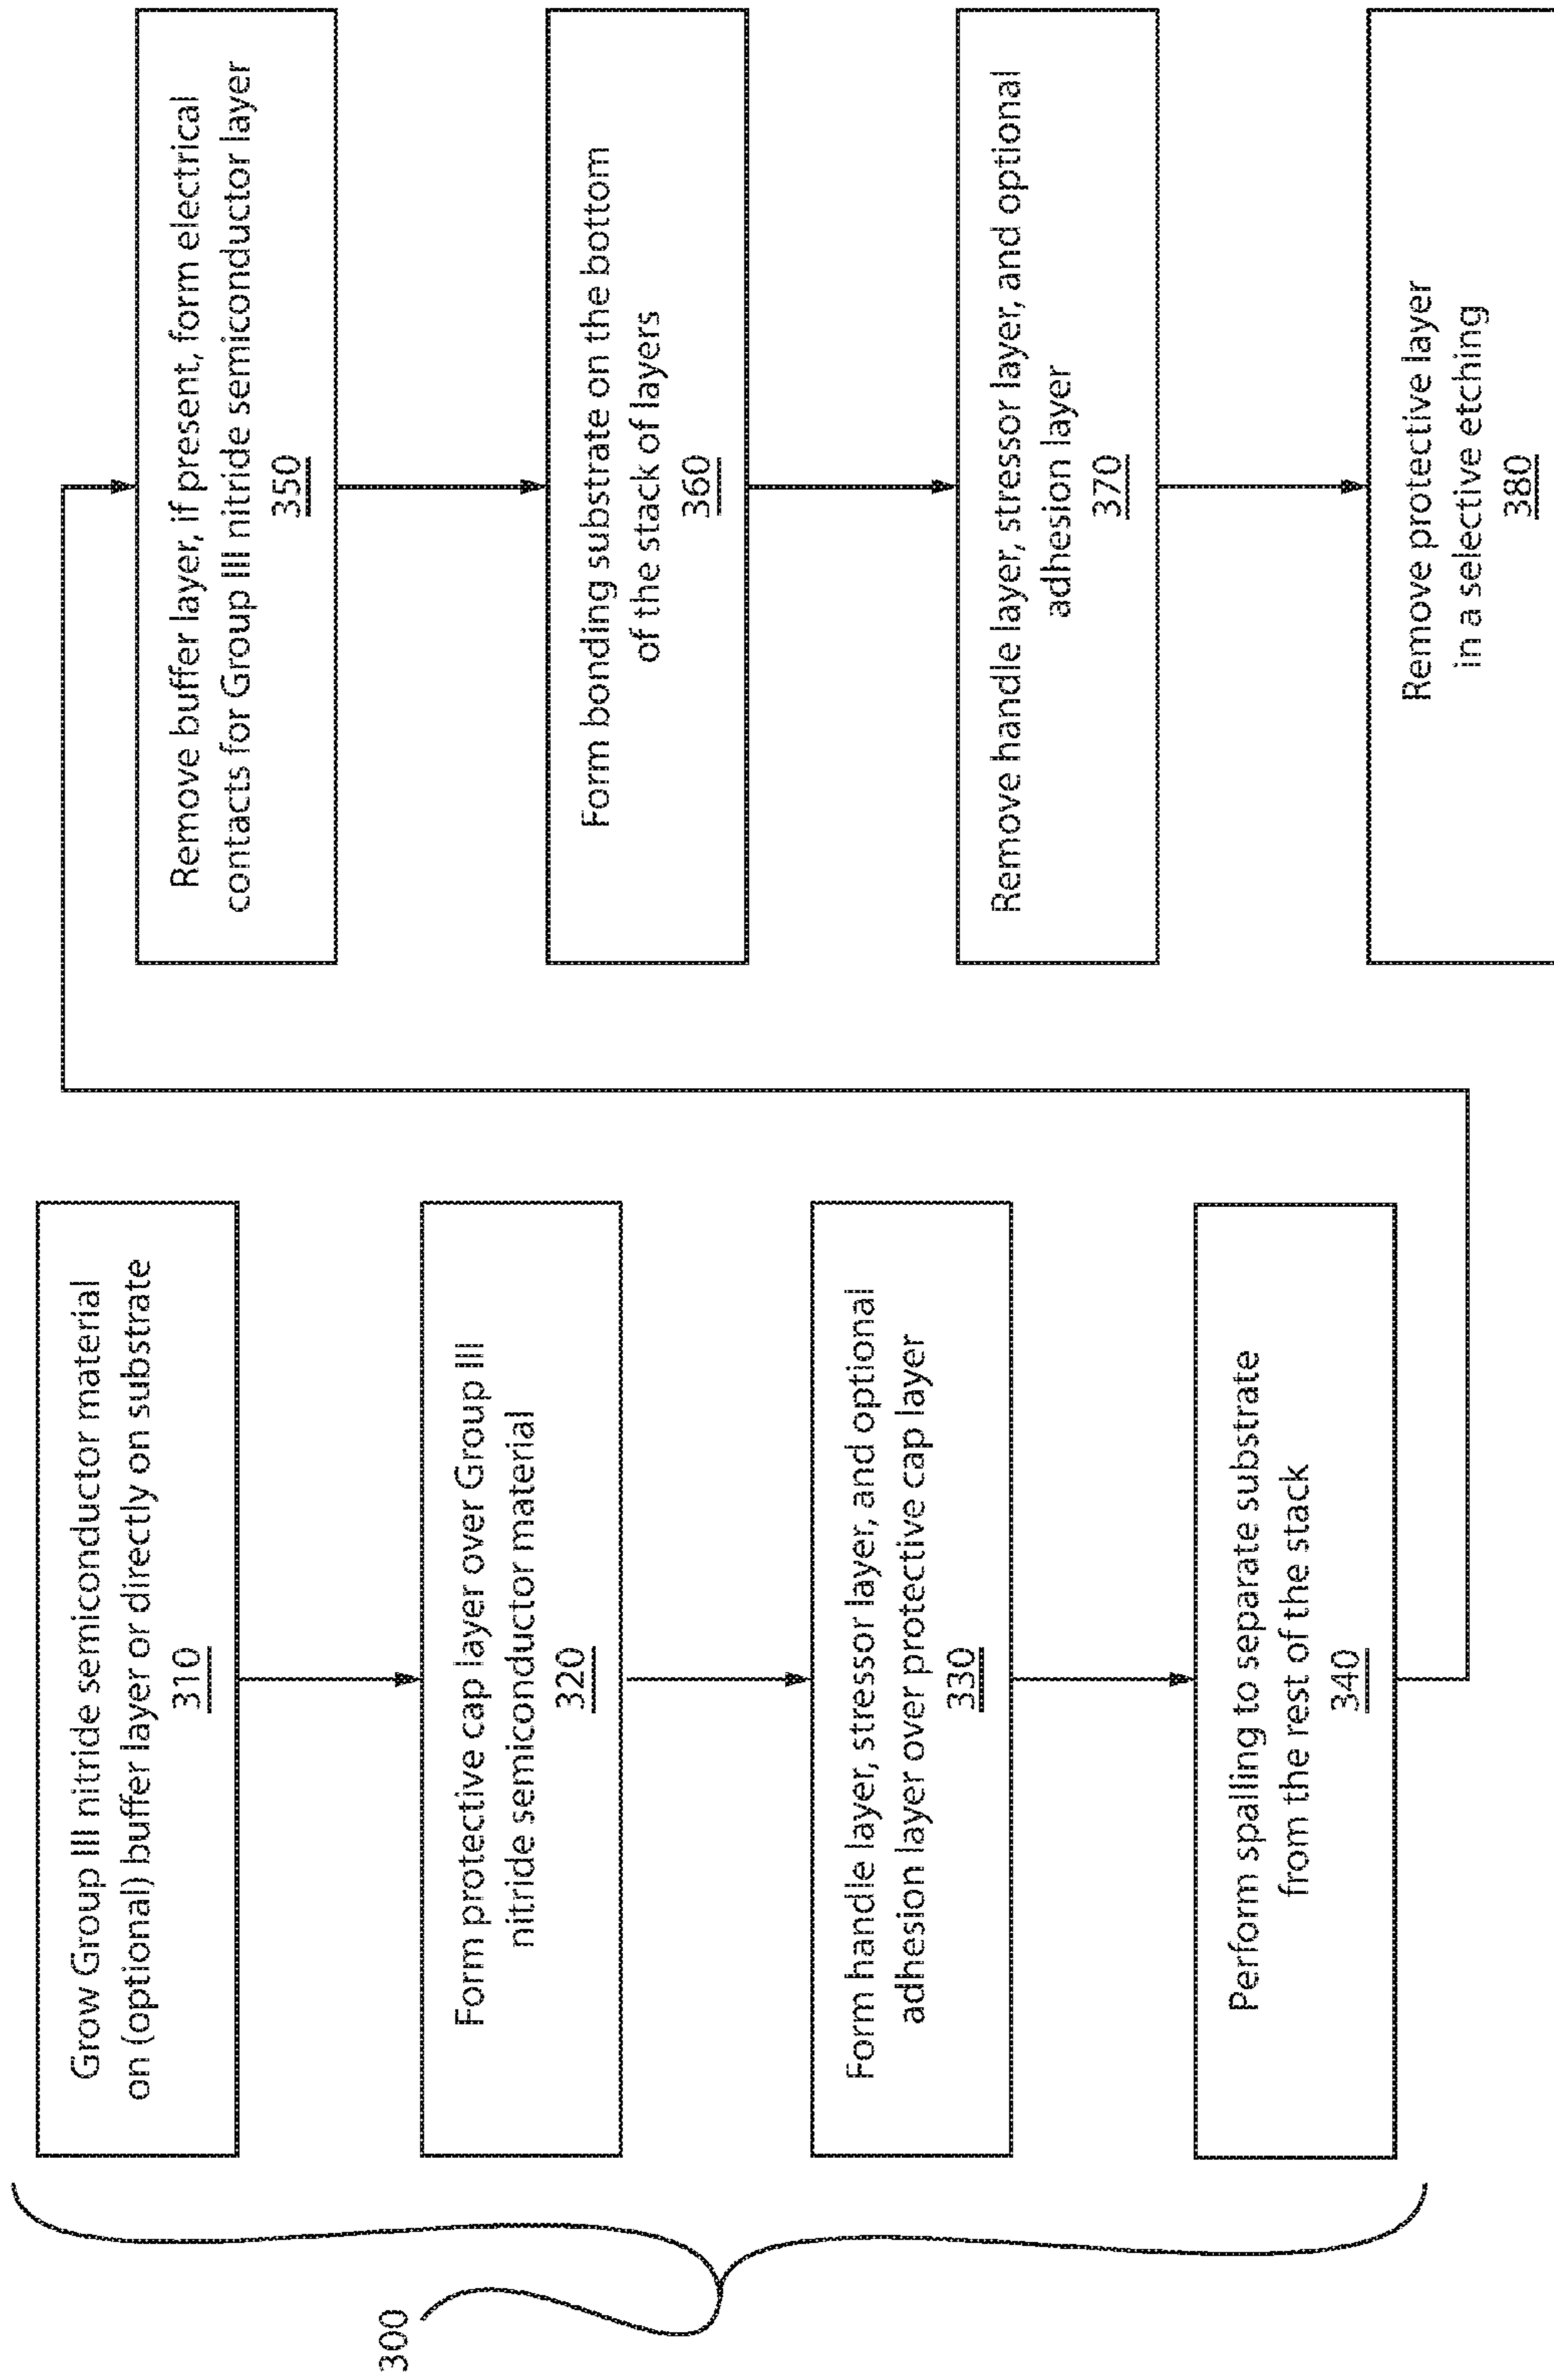 300
Grow Group III nitride semiconductor material
on (optional) buffer layer or directly on substrate
310
Form protective cap layer over Group III
nitride semiconductor material
320
Form handle layer, stressor layer, and optional
adhesion layer over protective cap layer
330
Perform spalling to separate substrate
from the rest of the stack
340
Remove buffer layer, if present, form electrical
contacts for Group III nitride semiconductor layer
350
Form bonding substrate on the bottom
of the stack of layers
360
Remove handle layer, stressor layer, and optional
adhesion layer
370
Remove protective layer
in a selective etching
380